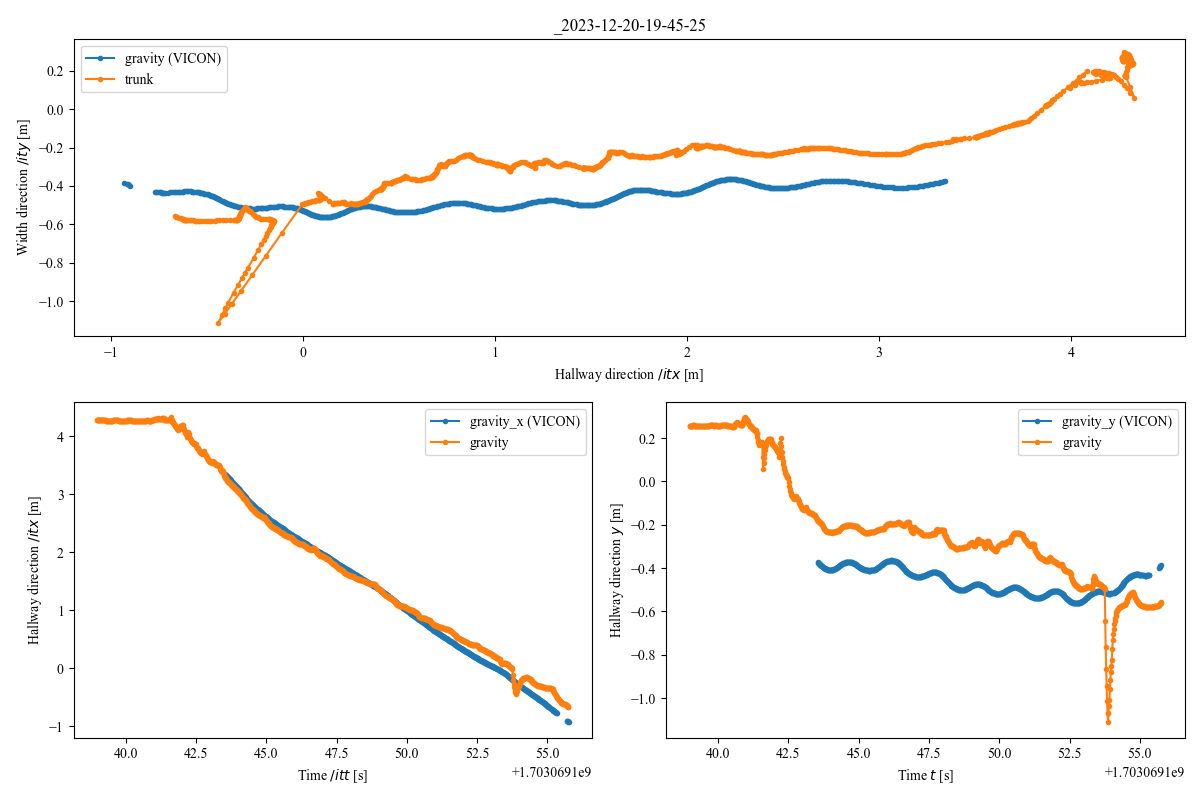 _2023-12-20-19-45-25
gravity (VICON)
trunk
Width direction /ity [m]
0.2
0.0
−0.2
−0.4
−0.6
−0.8
−1.0
−1
0
1
2
3
4
Hallway direction /itx [m]
gravity_x (VICON)
gravity
Hallway direction /itx [m]
4
3
2
1
0
−1
40.0
42.5
45.0
47.5
50.0
52.5
55.0
+1.7030691e9
Time /itt [s]
gravity_y (VICON)
gravity
Hallway direction y [m]
0.2
0.0
−0.2
−0.4
−0.6
−0.8
−1.0
40.0
42.5
45.0
47.5
50.0
52.5
55.0
+1.7030691e9
Time t [s]